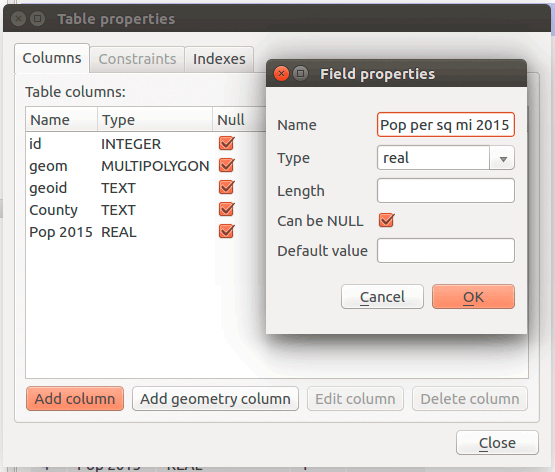 Table properties
Columns Constraints Indexes
Table columns:
Name Type Null
id INTEGER
geom MULTIPOLYGON
geoid TEXT
County TEXT
Pop 2015 REAL
Add column Add geometry column Edit column Delete column
Close
Field properties
Name Pop per sq mi 2015
Type real
Length
Can be NULL
Default value
Cancel OK